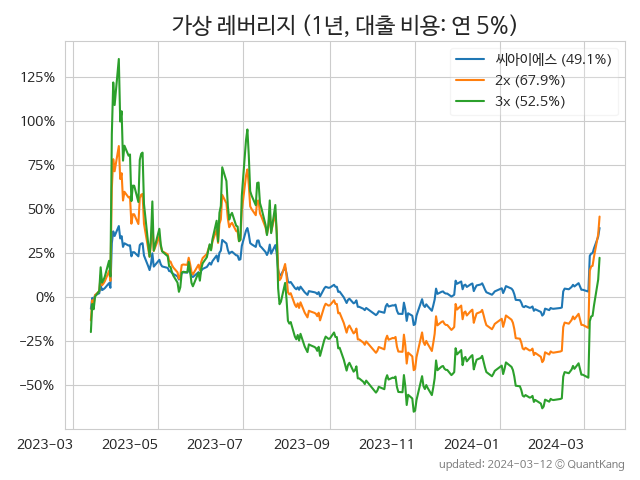 가상 레버리지 (1년, 대출 비용: 연 5%)
씨아이에스 (49.1%)
2x (67.9%)
3x (52.5%)
125%
100%
75%
50%
25%
0%
−25%
−50%
2023-03 2023-05 2023-07 2023-09 2023-11 2024-01 2024-03
updated: 2024-03-12 © QuantKang